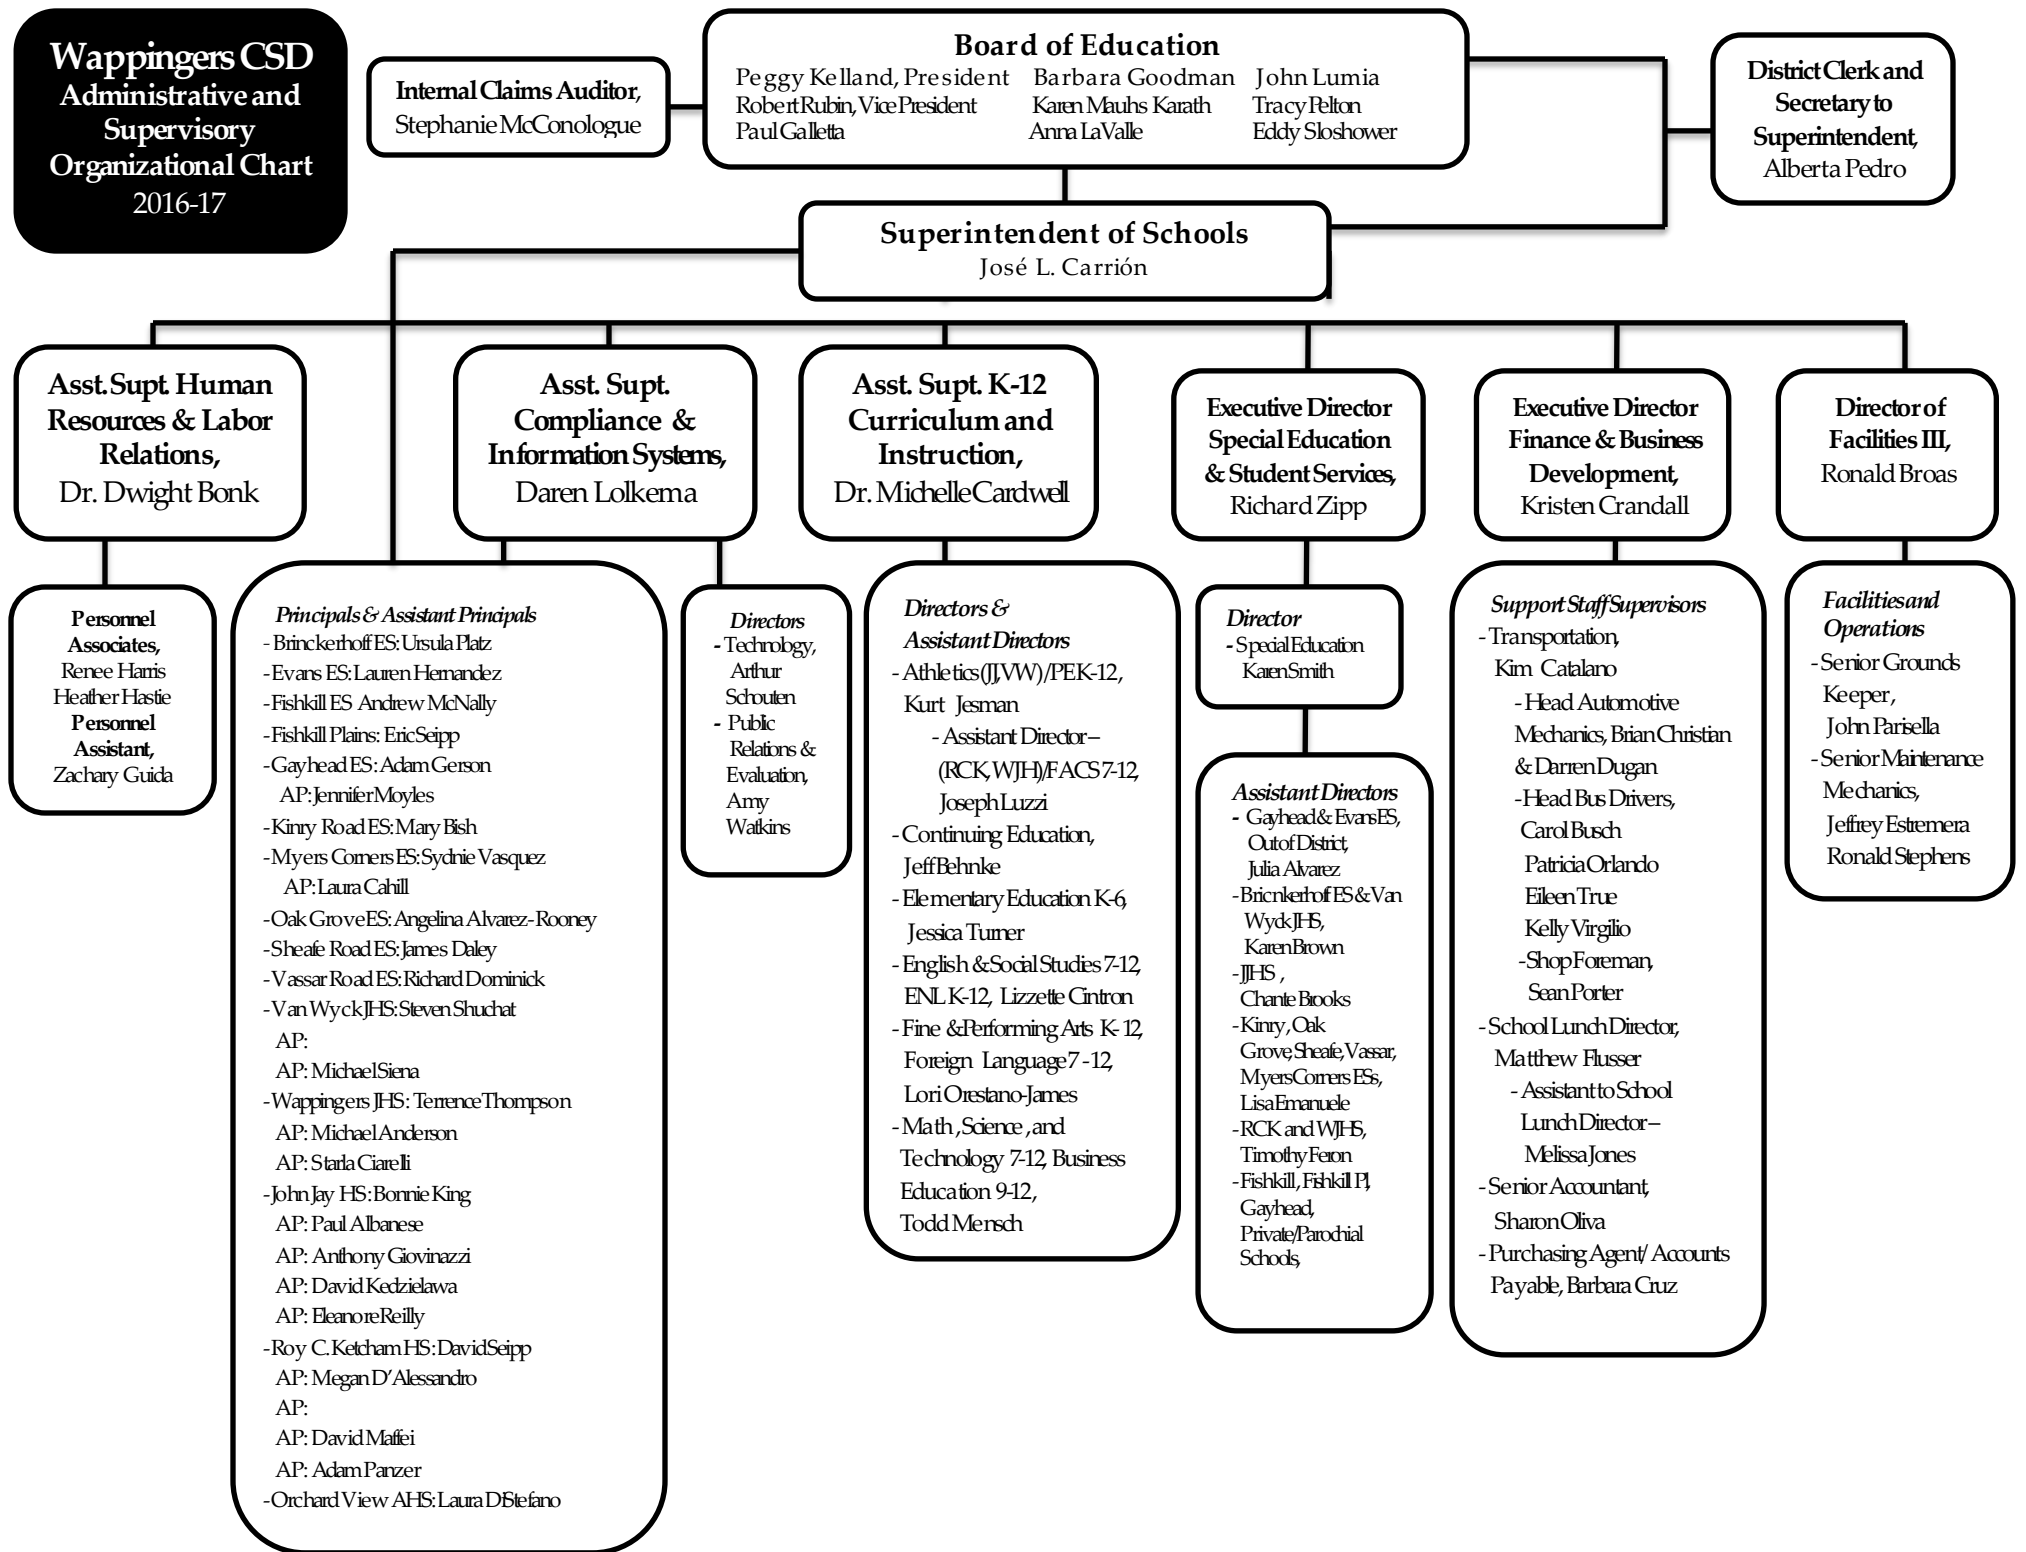 Wappingers CSD
Administrative and
Supervisory
Organizational Chart
2016-17
Internal Claims Auditor,
Stephanie McConologue
Board of Education
Peggy Kelland, President Barbara Goodman John Lumia
Robert Rubin, Vice President Karen Mauhs Karath Tracy Pelton
Paul Galletta Anna LaValle Eddy Sloshower
District Clerk and
Secretary to
Superintendent,
Alberta Pedro
Superintendent of Schools
José L. Carrión
Asst. Supt. Human
Resources & Labor
Relations,
Dr. Dwight Bonk
Asst. Supt.
Compliance &
Information Systems,
Daren Lolkema
Asst. Supt. K-12
Curriculum and
Instruction,
Dr. Michelle Cardwell
Executive Director
Special Education
& Student Services,
Richard Zipp
Executive Director
Finance & Business
Development,
Kristen Crandall
Director of
Facilities III,
Ronald Broas
Personnel
Associates,
Renee Harris
Heather Hastie
Personnel
Assistant,
Zachary Guida
Principals & Assistant Principals
- Brinckerhoff ES: Ursula Platz
- Evans ES: Lauren Hernandez
- Fishkill ES Andrew McNally
- Fishkill Plains: Eric Seipp
- Gayhead ES: Adam Gerson
AP: Jennifer Moyles
- Kinry Road ES: Mary Bish
- Myers Corners ES: Sydnie Vasquez
AP: Laura Cahill
- Oak Grove ES: Angelina Alvarez-Rooney
- Sheafe Road ES: James Daley
- Vassar Road ES: Richard Dominick
- Van Wyck JHS: Steven Shuchat
AP:
AP: Michael Siena
- Wappingers JHS: Terrence Thompson
AP: Michael Anderson
AP: Starla Ciarelli
- John Jay HS: Bonnie King
AP: Paul Albanese
AP: Anthony Giovinazzi
AP: David Kedzielawa
AP: Eleanore Reilly
- Roy C. Ketcham HS: David Seipp
AP: Megan D’Alessandro
AP:
AP: David Maffei
AP: Adam Panzer
- Orchard View AHS: Laura DiStefano
Directors
- Technology,
Arthur
Schouten
- Public
Relations &
Evaluation,
Amy
Watkins
Directors &
Assistant Directors
- Athletics (JJ,VW)/PE K-12,
Kurt Jesman
- Assistant Director –
(RCK, WJH)/FACS 7-12,
Joseph Luzzi
- Continuing Education,
Jeff Behnke
- Elementary Education K-6,
Jessica Turner
- English & Social Studies 7-12,
ENL K-12, Lizzette Cintron
- Fine & Performing Arts K-12,
Foreign Language 7-12,
Lori Orestano-James
- Math, Science, and
Technology 7-12, Business
Education 9-12,
Todd Mensch
Director
- Special Education
Karen Smith
Assistant Directors
- Gayhead & Evans ES,
Out of District,
Julia Alvarez
- Bricnkerhoff ES & Van
Wyck JHS,
Karen Brown
- JJHS ,
Chante Brooks
- Kinry, Oak
Grove, Sheafe, Vassar,
Myers Corners ESs,
Lisa Emanuele
- RCK and WJHS,
Timothy Feron
- Fishkill, Fishkill Pl,
Gayhead,
Private/Parochial
Schools,
Support Staff Supervisors
- Transportation,
Kim Catalano
- Head Automotive
Mechanics, Brian Christian
& Darren Dugan
- Head Bus Drivers,
Carol Busch
Patricia Orlando
Eileen True
Kelly Virgilio
- Shop Foreman,
Sean Porter
- School Lunch Director,
Matthew Flusser
- Assistant to School
Lunch Director –
Melissa Jones
- Senior Accountant,
Sharon Oliva
- Purchasing Agent/ Accounts
Payable, Barbara Cruz
Facilities and
Operations
- Senior Grounds
Keeper,
John Parisella
- Senior Maintenance
Mechanics,
Jeffrey Estremera
Ronald Stephens